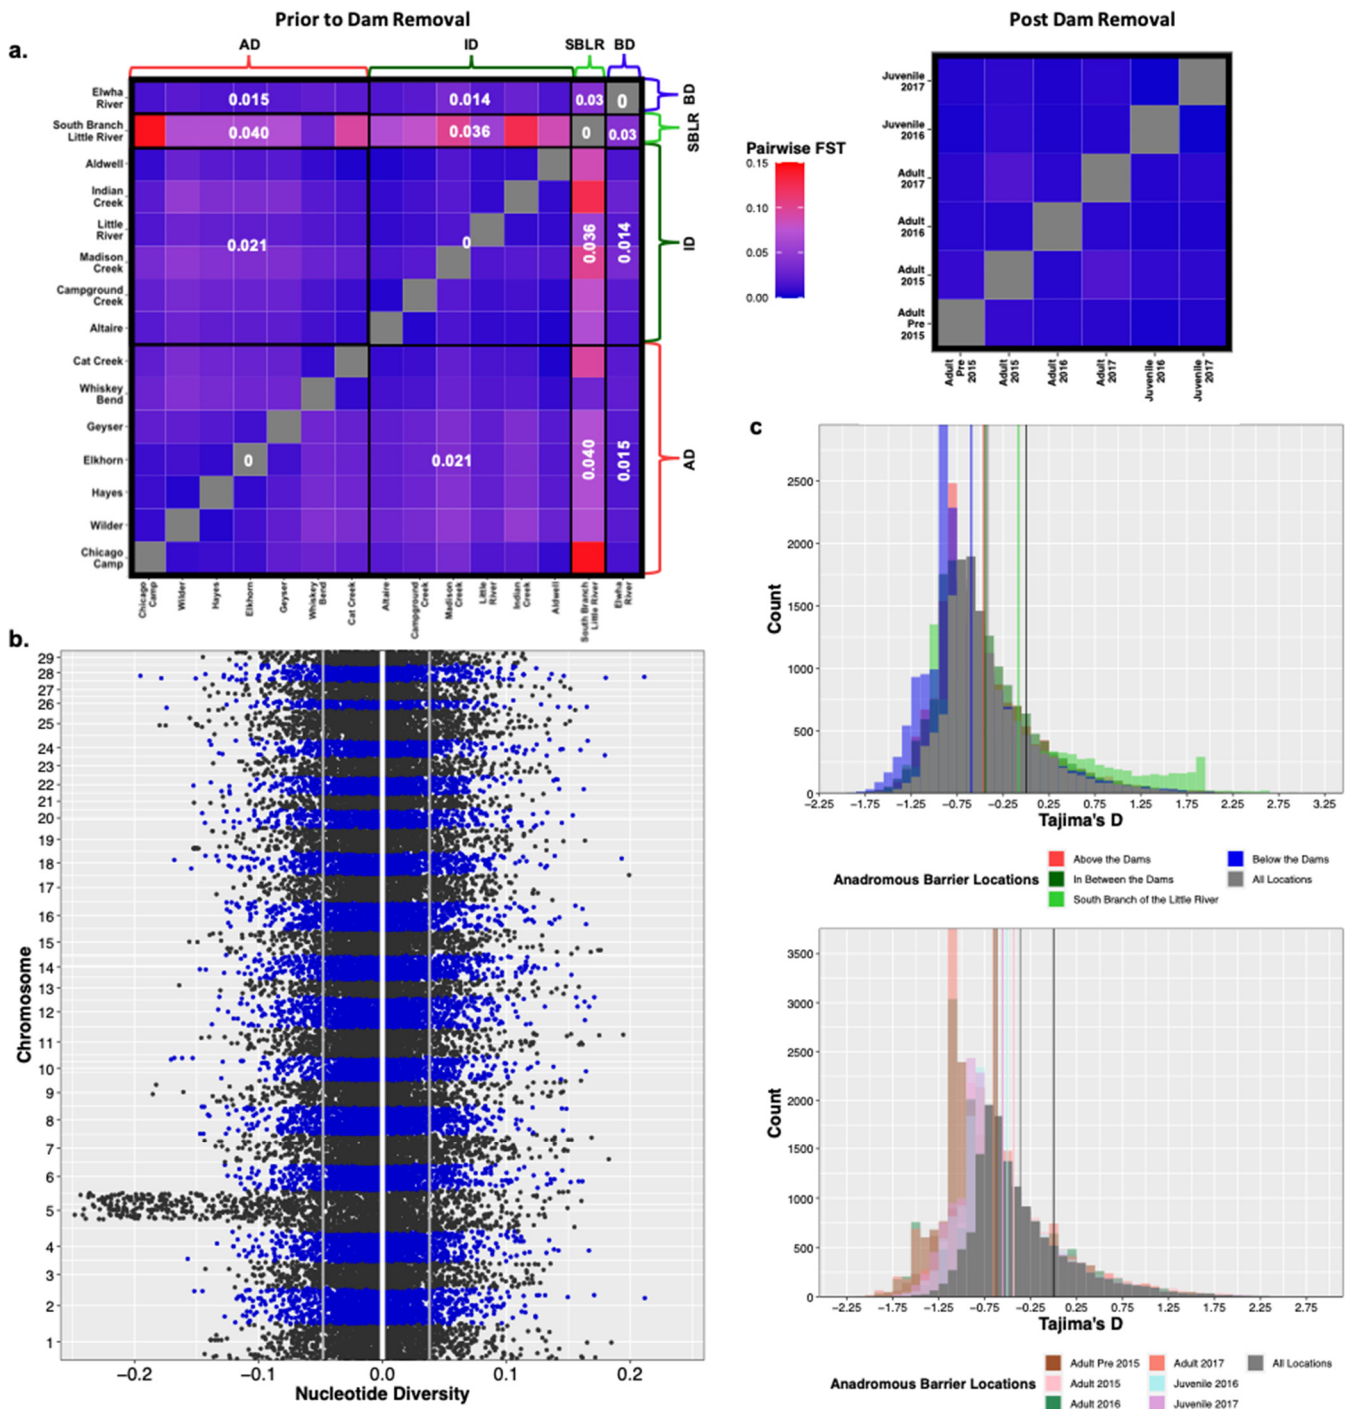 Prior to Dam Removal
Post Dam Removal
a.
AD
ID
SBLR
BD
Elwha
River
0.015
0.014
0.03
0
BD
South Branch
Little River
0.040
0.036
0
0.03
SBLR
Aldwell
Indian
Creek
Little
River
Madison
Creek
Campground
Creek
Altaire
0.021
0
0.036
0.014
ID
Cat Creek
Whiskey
Bend
Geyser
Elkhorn
Hayes
Wilder
Chicago
Camp
0
0.021
0.040
0.015
AD
Chicago
Camp
Wilder
Hayes
Elkhorn
Geyser
Whiskey
Bend
Cat Creek
Altaire
Campground
Creek
Madison
Creek
Little
River
Indian
Creek
Aldwell
South Branch
Little River
Elwha
River
Pairwise FST
0.15
0.10
0.05
0.00
Juvenile
2017
Juvenile
2016
Adult
2017
Adult
2016
Adult
2015
Adult
Pre
2015
Adult
Pre
2015
Adult 2015
Adult 2016
Adult 2017
Juvenile 2016
Juvenile 2017
b.
29
28
27
26
25
24
23
22
21
20
19
18
17
16
15
14
13
12
11
10
9
8
7
6
5
4
3
2
1
Chromosome
−0.2
−0.1
0.0
0.1
0.2
Nucleotide Diversity
c
2500
2000
1500
1000
500
0
Count
−2.25
−1.75
−1.25
−0.75
−0.25
0.25
0.75
1.25
1.75
2.25
2.75
3.25
Tajima's D
Anadromous Barrier Locations
Above the Dams
In Between the Dams
South Branch of the Little River
Below the Dams
All Locations
3500
3000
2500
2000
1500
1000
500
0
Count
−2.25
−1.75
−1.25
−0.75
−0.25
0.25
0.75
1.25
1.75
2.25
2.75
Tajima's D
Anadromous Barrier Locations
Adult Pre 2015
Adult 2015
Adult 2016
Adult 2017
Juvenile 2016
Juvenile 2017
All Locations